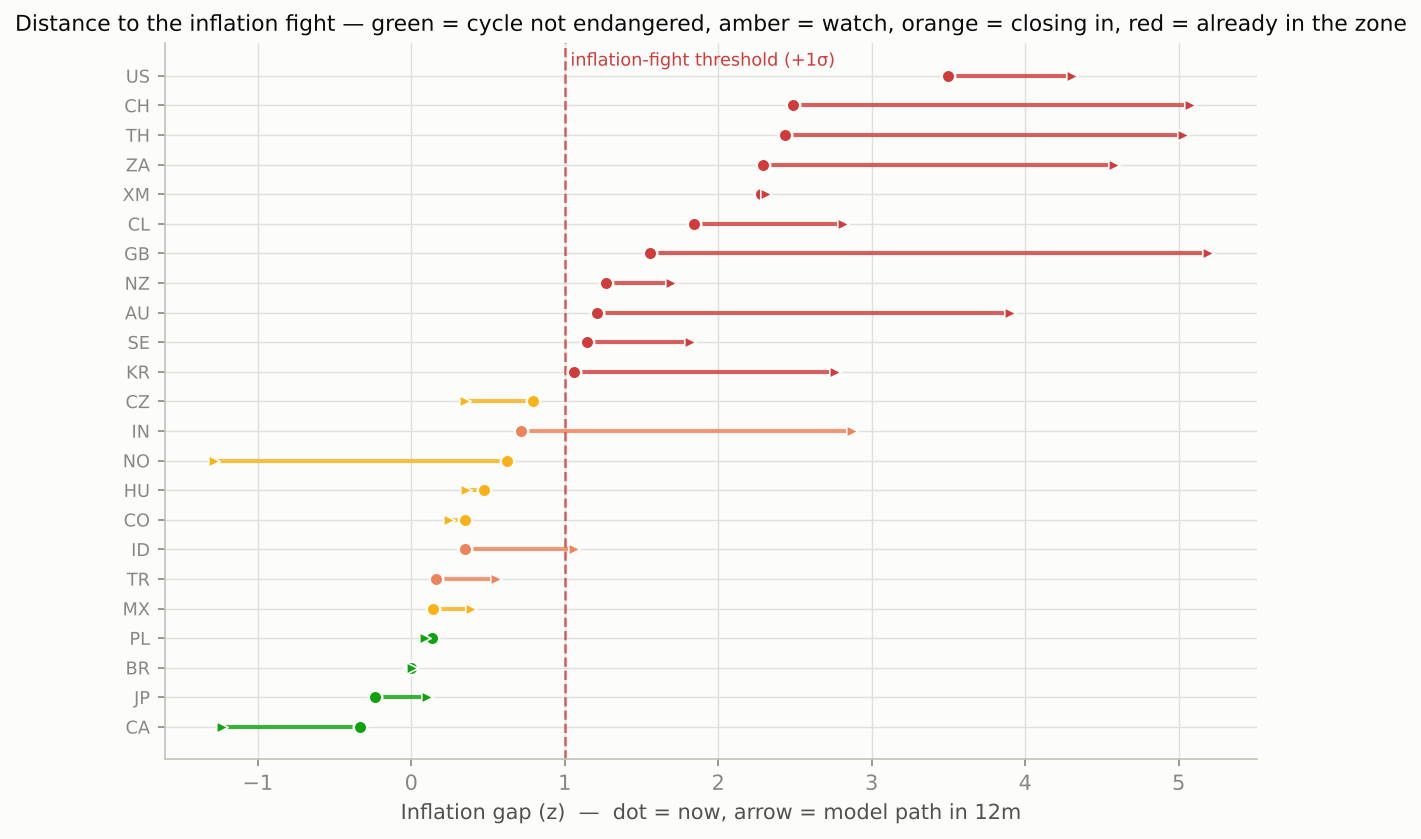 Distance to the inflation fight — green = cycle not endangered, amber = watch, orange = closing in, red = already in the zone
inflation-fight threshold (+1σ)
US
CH
TH
ZA
XM
CL
GB
NZ
AU
SE
KR
CZ
IN
NO
HU
CO
ID
TR
MX
PL
BR
JP
CA
−1 0 1 2 3 4 5
Inflation gap (z) — dot = now, arrow = model path in 12m